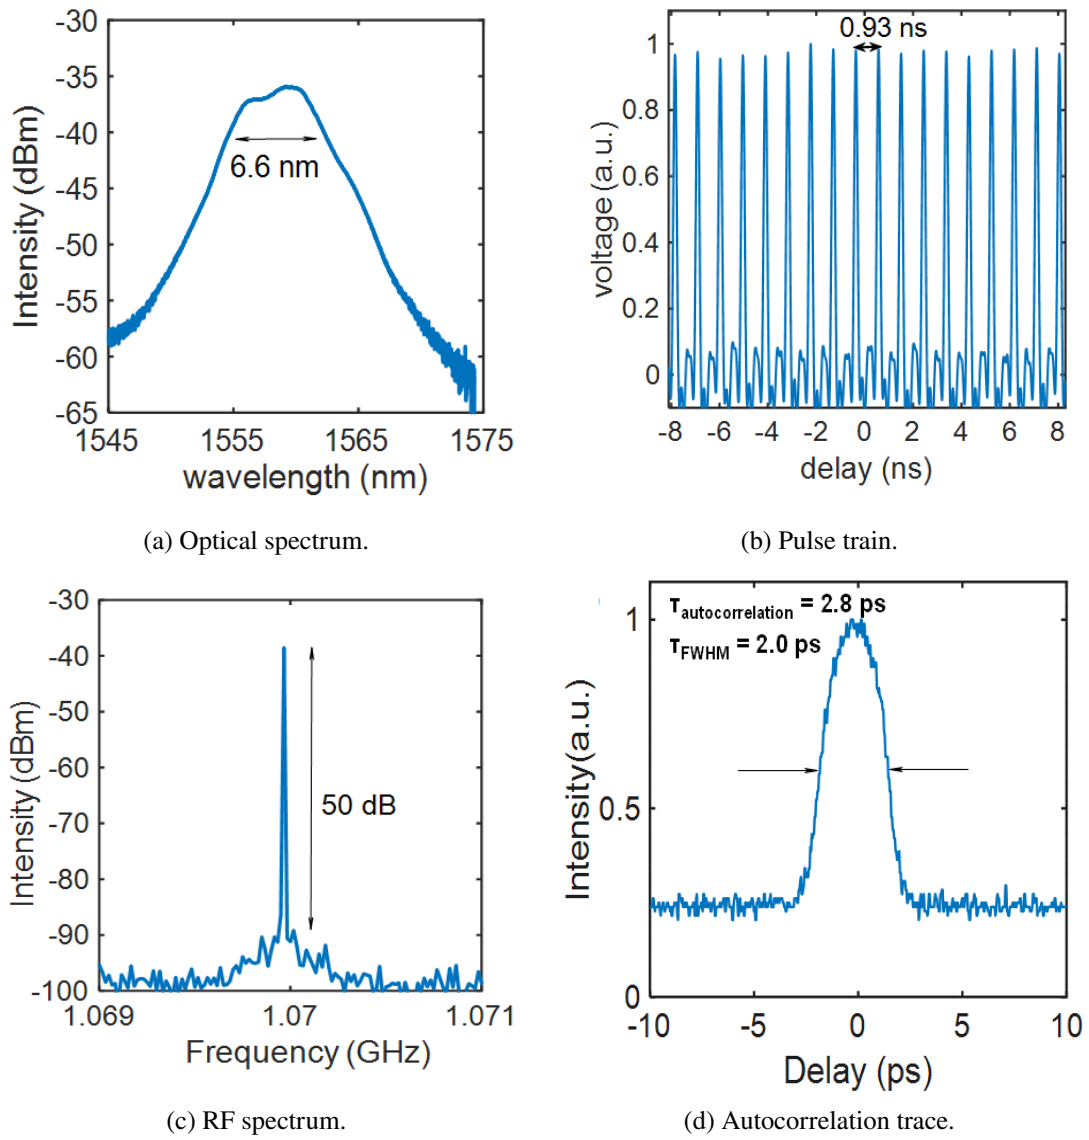 -30
-35
-40
-45
-50
-55
-60
-65
Intensity (dBm)
6.6 nm
1545 1555 1565 1575
wavelength (nm)
(a) Optical spectrum.
0.93 ns
1
0.8
0.6
0.4
0.2
0
voltage (a.u.)
-8 -6 -4 -2 0 2 4 6 8
delay (ns)
(b) Pulse train.
-30
-40
-50
-60
-70
-80
-90
-100
Intensity (dBm)
50 dB
1.069 1.07 1.071
Frequency (GHz)
(c) RF spectrum.
τautocorrelation = 2.8 ps
τFWHM = 2.0 ps
1
0.5
0
Intensity(a.u.)
-10 -5 0 5 10
Delay (ps)
(d) Autocorrelation trace.